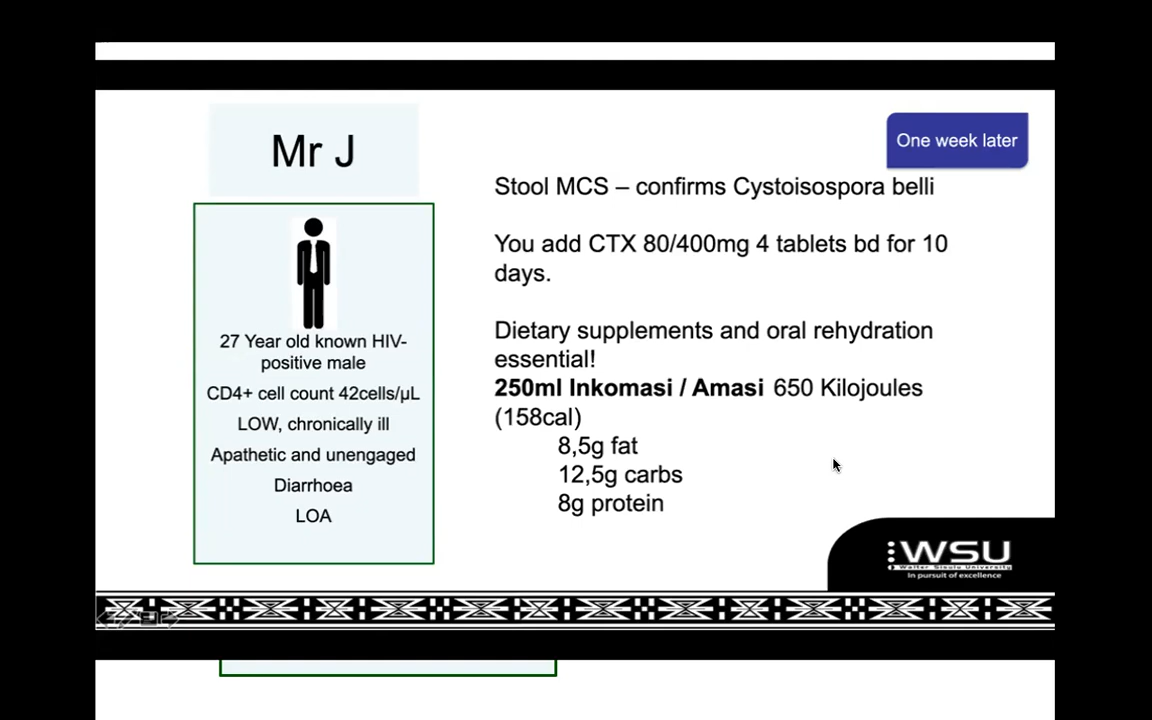 Mr J
One week later
27 Year old known HIV-
positive male
CD4+ cell count 42cells/µL
LOW, chronically ill
Apathetic and unengaged
Diarrhoea
LOA
Stool MCS – confirms Cystoisospora belli
You add CTX 80/400mg 4 tablets bd for 10
days.
Dietary supplements and oral rehydration
essential!
250ml Inkomasi / Amasi 650 Kilojoules
(158cal)
8,5g fat
12,5g carbs
8g protein
WSU
Walter Sisulu University
In pursuit of excellence